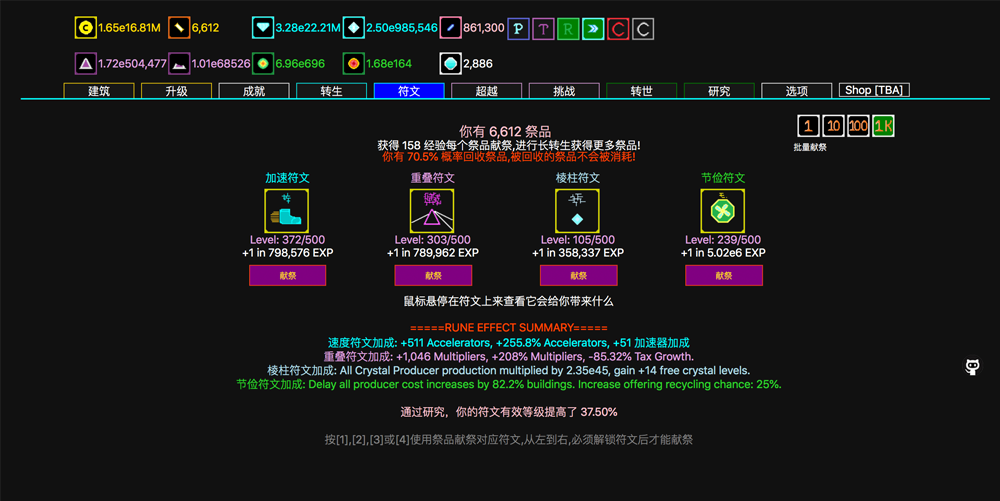 1.65e16.81M 6,612 3.28e22.21M 2.50e985,546 861,300 P T R C C
1.72e504,477 1.01e68526 6.96e696 1.68e164 2,886
建筑 升级 成就 转生 符文 超越 挑战 转世 研究 选项 Shop [TBA]
你有 6,612 祭品
1 10 100 1K
获得 158 经验每个祭品献祭,进行长转生获得更多祭品!
批量献祭
你有 70.5% 概率回收祭品,被回收的祭品不会被消耗!
加速符文 重叠符文 棱柱符文 节俭符文
Level: 372/500 Level: 303/500 Level: 105/500 Level: 239/500
+1 in 798,576 EXP +1 in 789,962 EXP +1 in 358,337 EXP +1 in 5.02e6 EXP
献祭 献祭 献祭 献祭
鼠标悬停在符文上来查看它会给你带来什么
=====RUNE EFFECT SUMMARY=====
速度符文加成: +511 Accelerators, +255.8% Accelerators, +51 加速器加成
重叠符文加成: +1,046 Multipliers, +208% Multipliers, -85.32% Tax Growth.
棱柱符文加成: All Crystal Producer production multiplied by 2.35e45, gain +14 free crystal levels.
节俭符文加成: Delay all producer cost increases by 82.2% buildings. Increase offering recycling chance: 25%.
通过研究，你的符文有效等级提高了 37.50%
按[1],[2],[3]或[4]使用祭品献祭对应符文,从左到右,必须解锁符文后才能献祭